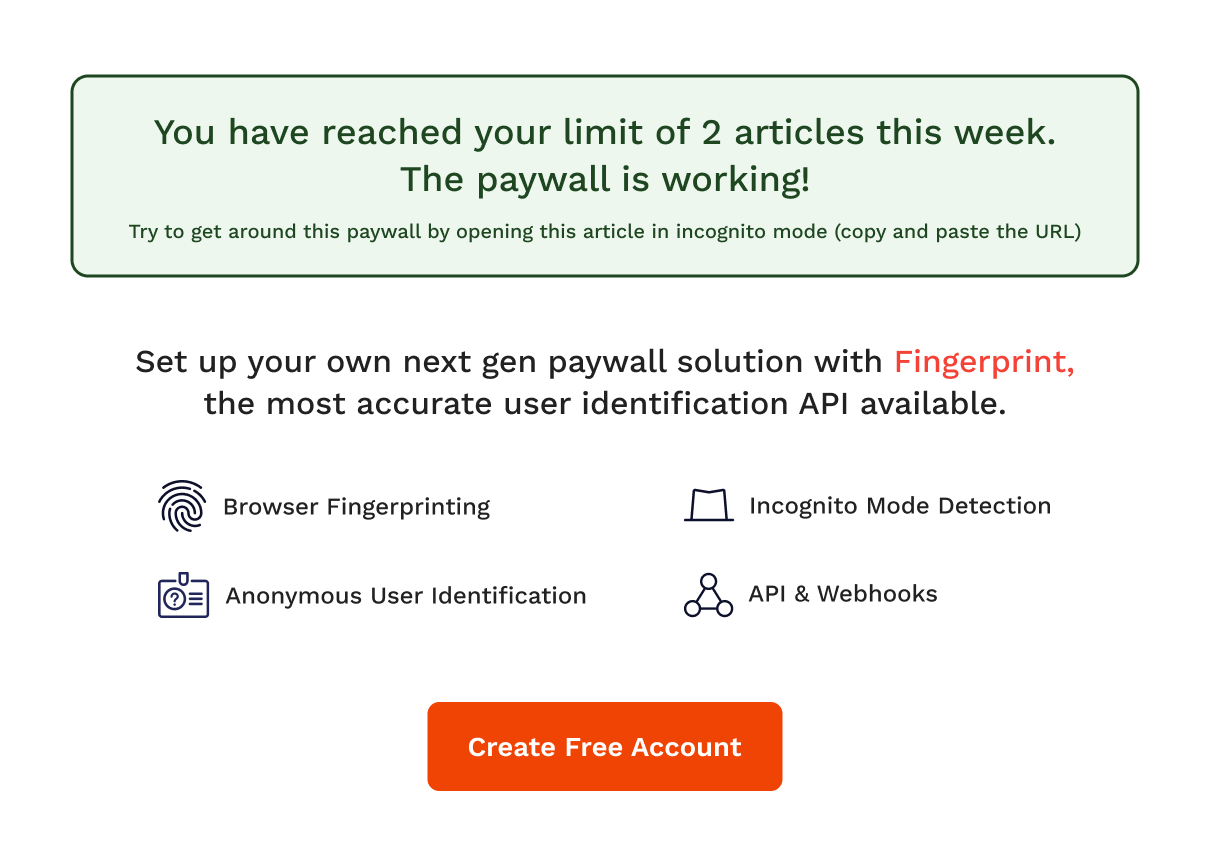 You have reached your limit of 2 articles this week.
The paywall is working!
Try to get around this paywall by opening this article in incognito mode (copy and paste the URL)
Set up your own next gen paywall solution with Fingerprint,
the most accurate user identification API available.
Browser Fingerprinting
Incognito Mode Detection
Anonymous User Identification
API & Webhooks
Create Free Account